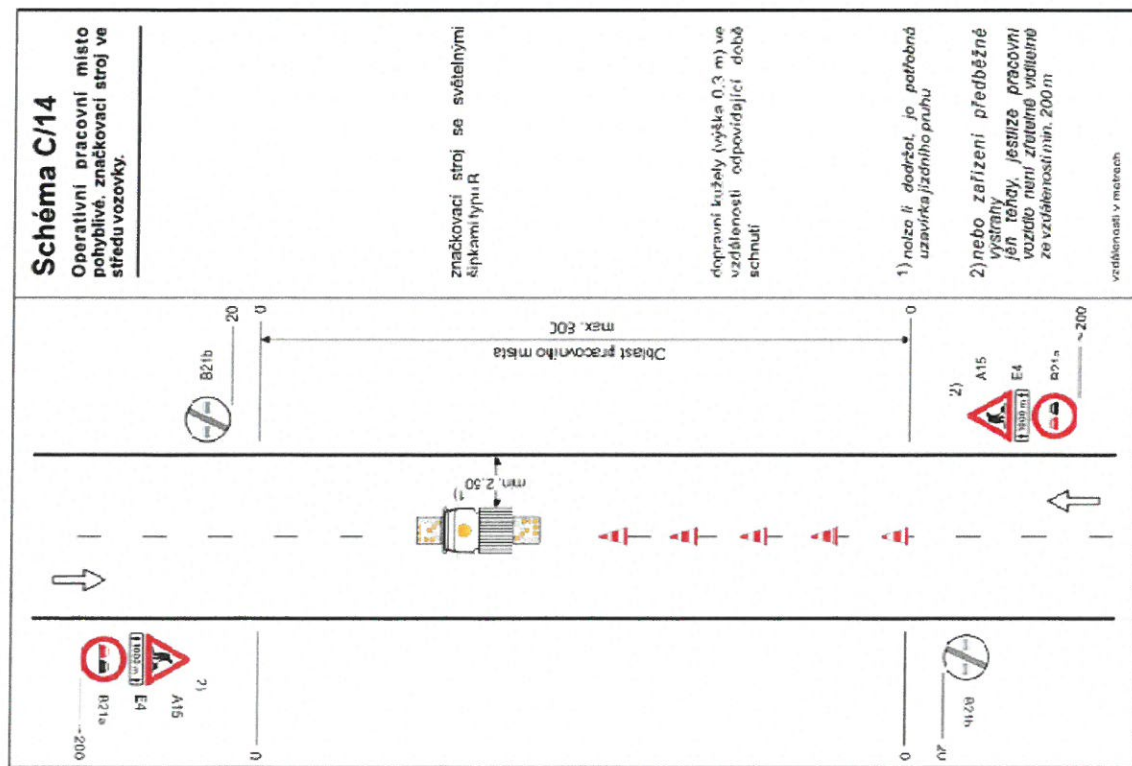 Schéma C/14
Operativní pracovní místo
pohyblivé, značkovací stroj ve
středu vozovky.
značkovací stroj se světelnými
šipkami typu R
dopravní kužely (výška 0,3 m) ve
vzdálenosti odpovídající době
schnutí
1) nelze li dodržet, je potřebná
uzavírka jízdního pruhu
2) nebo zařízení předběžné
výstrahy
jen tehdy, jestliže pracovní
vozidlo není zřetelně viditelné
ze vzdálenosti min. 200 m
vzdálenosti v metrech
B21b
20
0
Oblast pracovního místa
max. 800
0
2)
A15
E4
1000 m
B21a
~200
min. 2.50
1)
~200
B21a
E4
1000 m
A15
2)
0
0
20
B21b